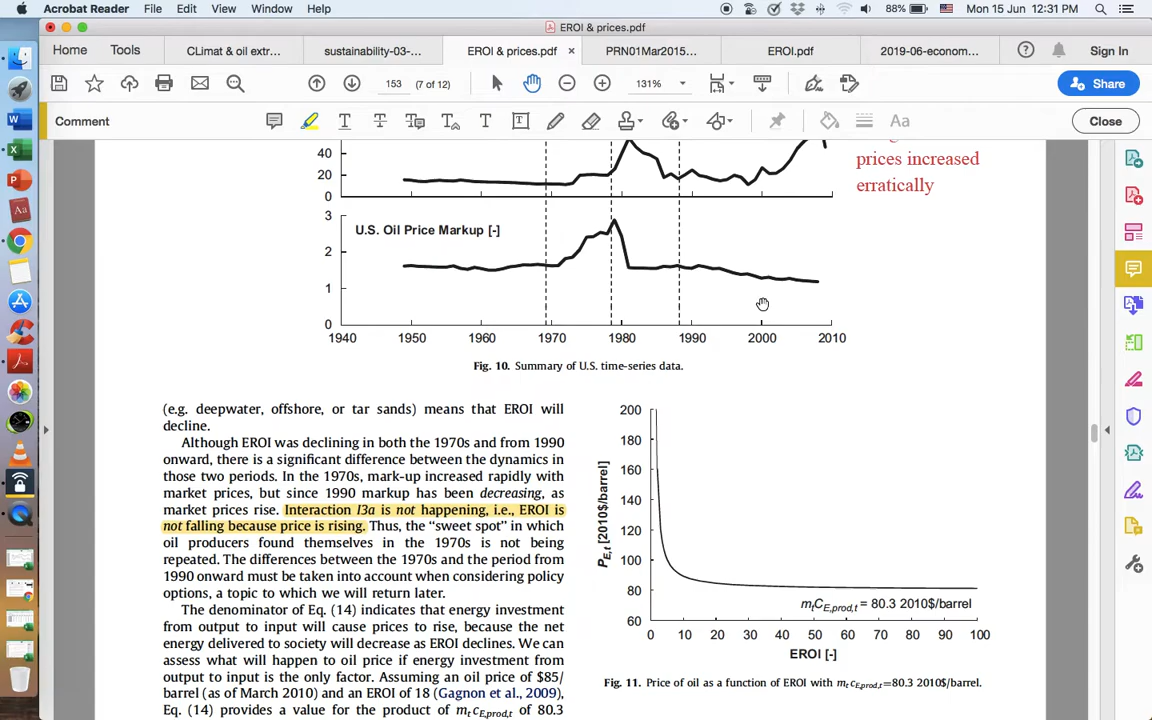 Acrobat Reader File Edit View Window Help 88% Mon 15 Jun 12:31 PM
EROI & prices.pdf
Home Tools CLimat & oil extr... sustainability-03-... EROI & prices.pdf × PRN01Mar2015... EROI.pdf 2019-06-econom... Sign In
153 (7 of 12) 131% Share
Comment Aa Close
prices increased
erratically
40
20
0
3
U.S. Oil Price Markup [-]
2
1
0
1940 1950 1960 1970 1980 1990 2000 2010
Fig. 10. Summary of U.S. time-series data.
(e.g. deepwater, offshore, or tar sands) means that EROI will
decline.
Although EROI was declining in both the 1970s and from 1990
onward, there is a significant difference between the dynamics in
those two periods. In the 1970s, mark-up increased rapidly with
market prices, but since 1990 markup has been decreasing, as
market prices rise. Interaction I3a is not happening, i.e., EROI is
not falling because price is rising. Thus, the “sweet spot” in which
oil producers found themselves in the 1970s is not being
repeated. The differences between the 1970s and the period from
1990 onward must be taken into account when considering policy
options, a topic to which we will return later.
The denominator of Eq. (14) indicates that energy investment
from output to input will cause prices to rise, because the net
energy delivered to society will decrease as EROI declines. We can
assess what will happen to oil price if energy investment from
output to input is the only factor. Assuming an oil price of $85/
barrel (as of March 2010) and an EROI of 18 (Gagnon et al., 2009),
Eq. (14) provides a value for the product of mtcE,prod,t of 80.3
200
180
160
140
120
100
80
60
PE,t [2010$/barrel]
mtCE,prod,t = 80.3 2010$/barrel
0 10 20 30 40 50 60 70 80 90 100
EROI [-]
Fig. 11. Price of oil as a function of EROI with mtcE,prod,t=80.3 2010$/barrel.